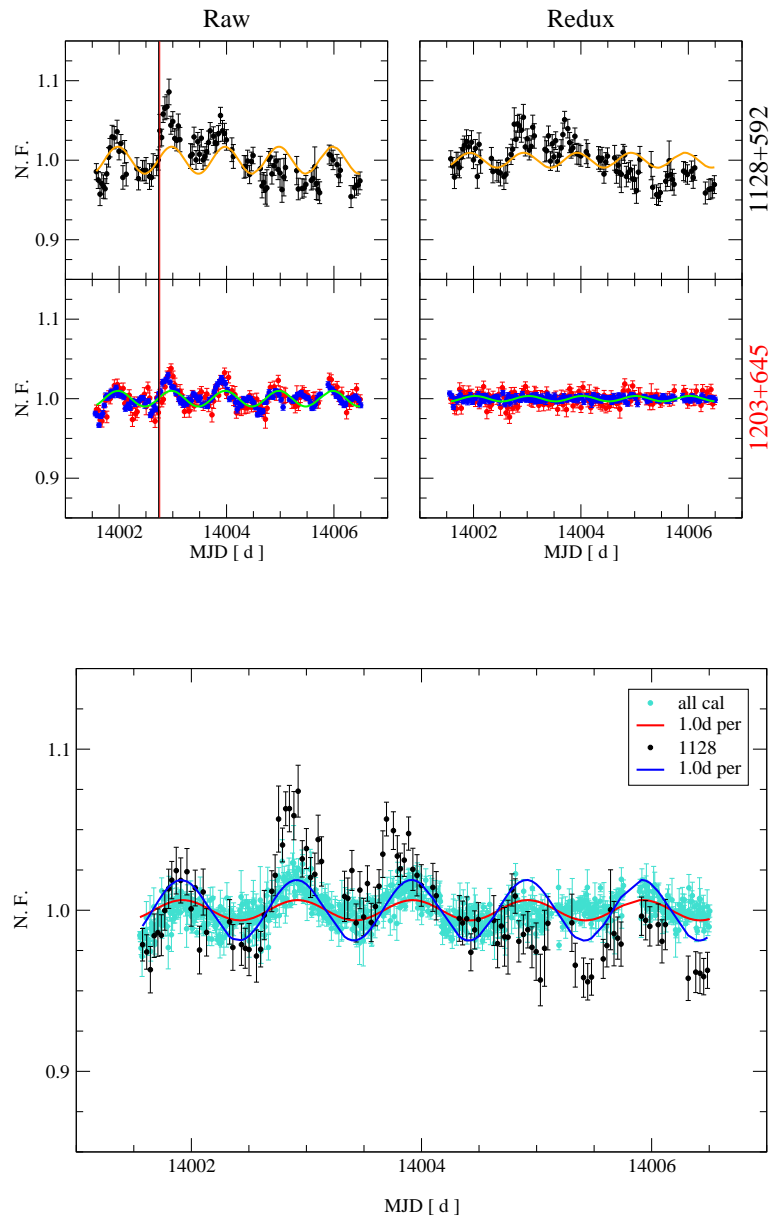 Raw Redux
1.1
1.0
0.9
N. F.
1128+592
1.1
1.0
0.9
N. F.
1203+645
14002 14004 14006 14002 14004 14006
MJD [ d ] MJD [ d ]
1.1
1.0
0.9
N. F.
all cal
1.0d per
1128
1.0d per
14002 14004 14006
MJD [ d ]